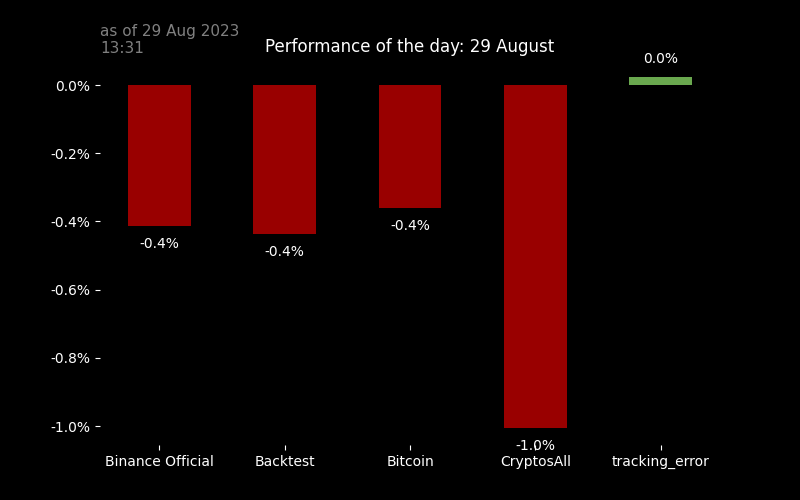 as of 29 Aug 2023
13:31
Performance of the day: 29 August
0.0%
0.0%
-0.2%
-0.4%
-0.6%
-0.8%
-1.0%
-0.4%
-0.4%
-0.4%
-1.0%
Binance Official
Backtest
Bitcoin
CryptosAll
tracking_error